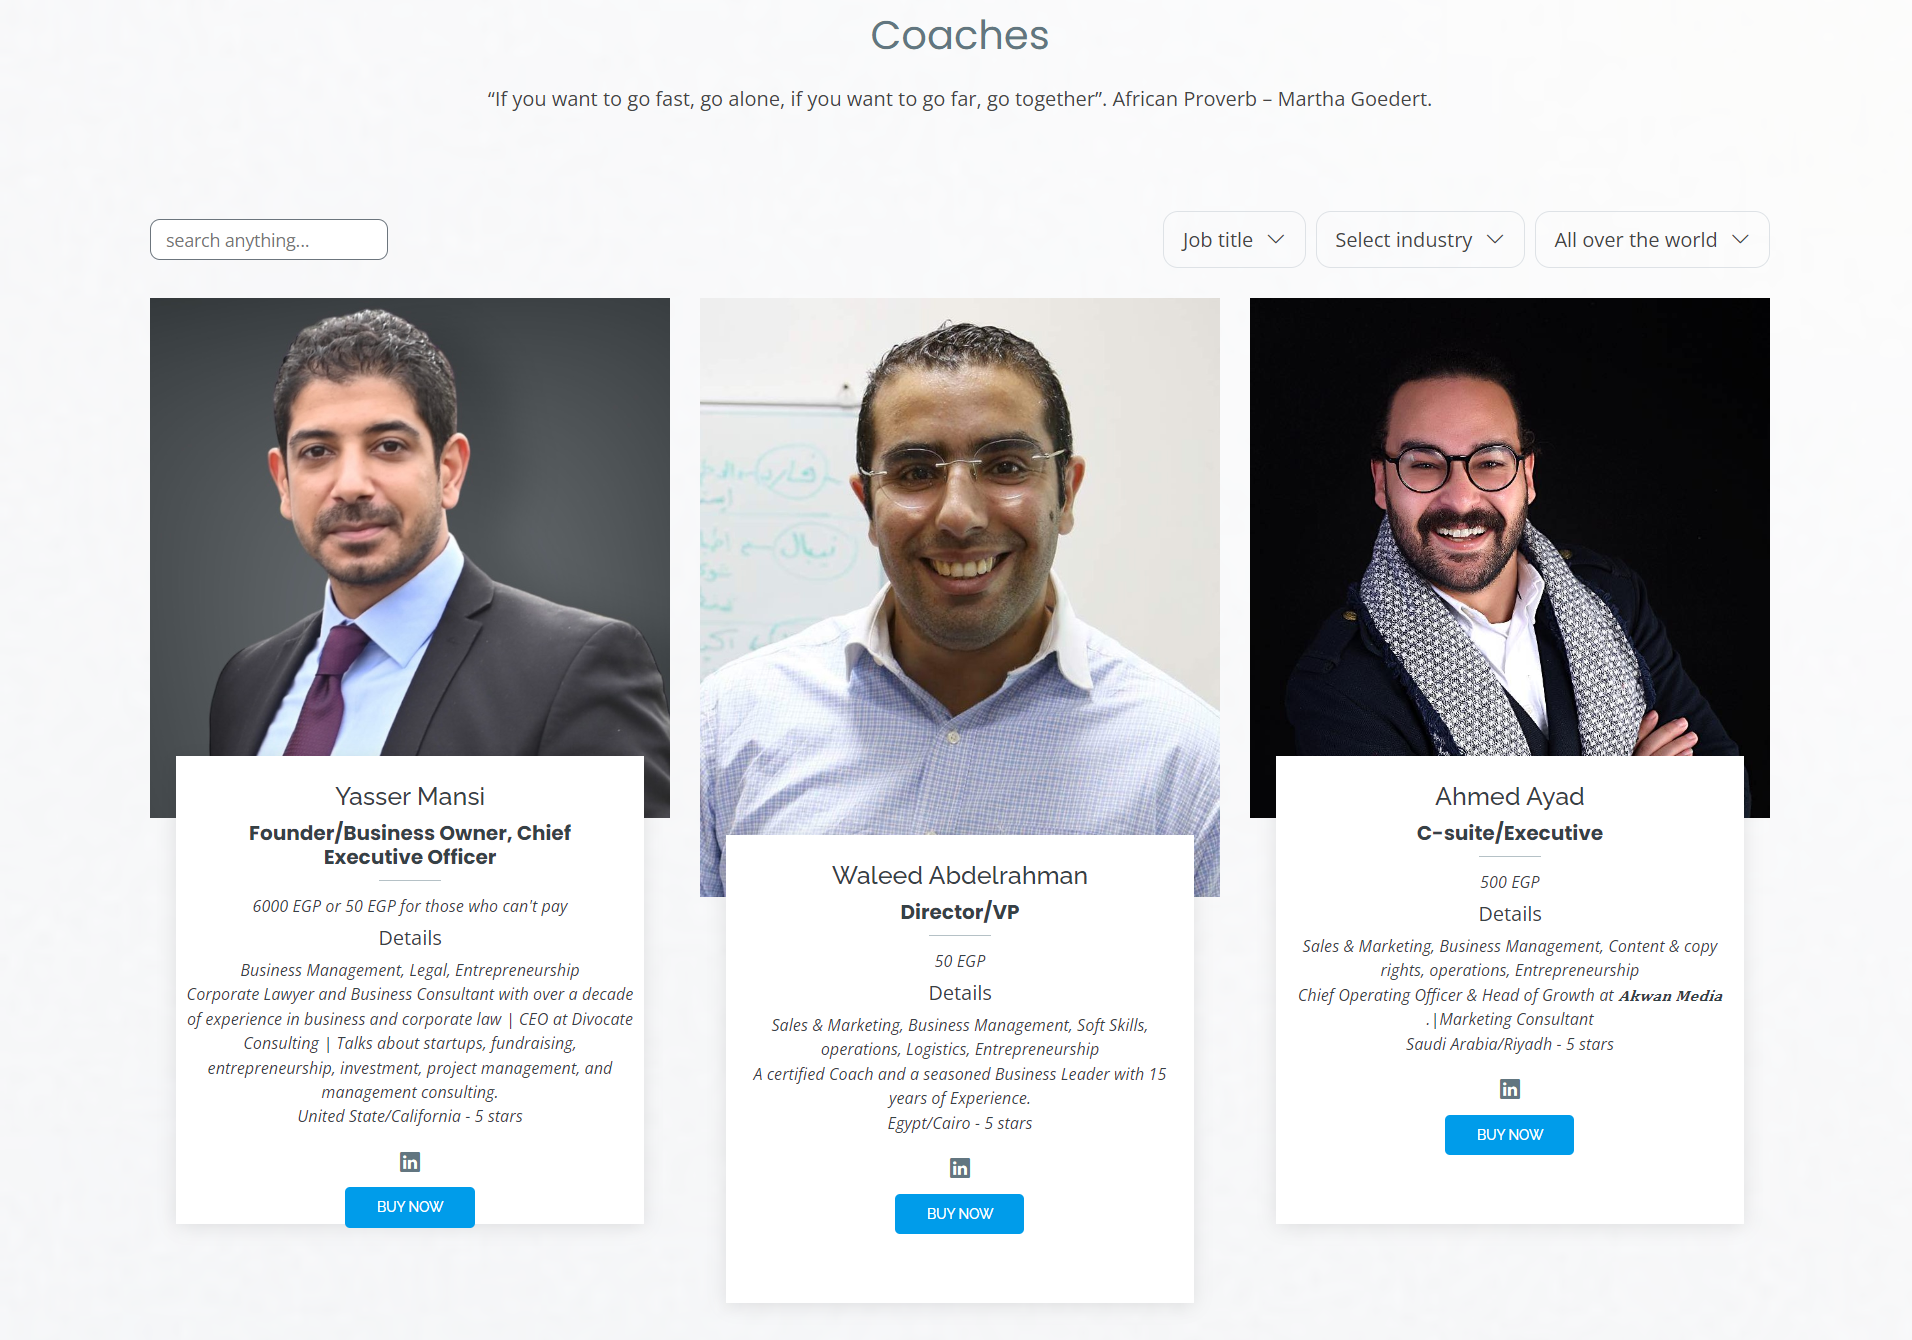 Coaches
“If you want to go fast, go alone, if you want to go far, go together”. African Proverb – Martha Goedert.
search anything...
Job title
Select industry
All over the world
Yasser Mansi
Founder/Business Owner, Chief
Executive Officer
6000 EGP or 50 EGP for those who can't pay
Details
Business Management, Legal, Entrepreneurship
Corporate Lawyer and Business Consultant with over a decade
of experience in business and corporate law | CEO at Divocate
Consulting | Talks about startups, fundraising,
entrepreneurship, investment, project management, and
management consulting.
United State/California - 5 stars
in
BUY NOW
نيبال
Waleed Abdelrahman
Director/VP
50 EGP
Details
Sales & Marketing, Business Management, Soft Skills,
operations, Logistics, Entrepreneurship
A certified Coach and a seasoned Business Leader with 15
years of Experience.
Egypt/Cairo - 5 stars
in
BUY NOW
Ahmed Ayad
C-suite/Executive
500 EGP
Details
Sales & Marketing, Business Management, Content & copy
rights, operations, Entrepreneurship
Chief Operating Officer & Head of Growth at Akwan Media
.|Marketing Consultant
Saudi Arabia/Riyadh - 5 stars
in
BUY NOW